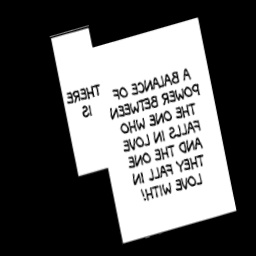 THERE
IS
A BALANCE OF
POWER BETWEEN
THE ONE WHO
FALLS IN LOVE
AND THE ONE
THEY FALL IN
LOVE WITH!!